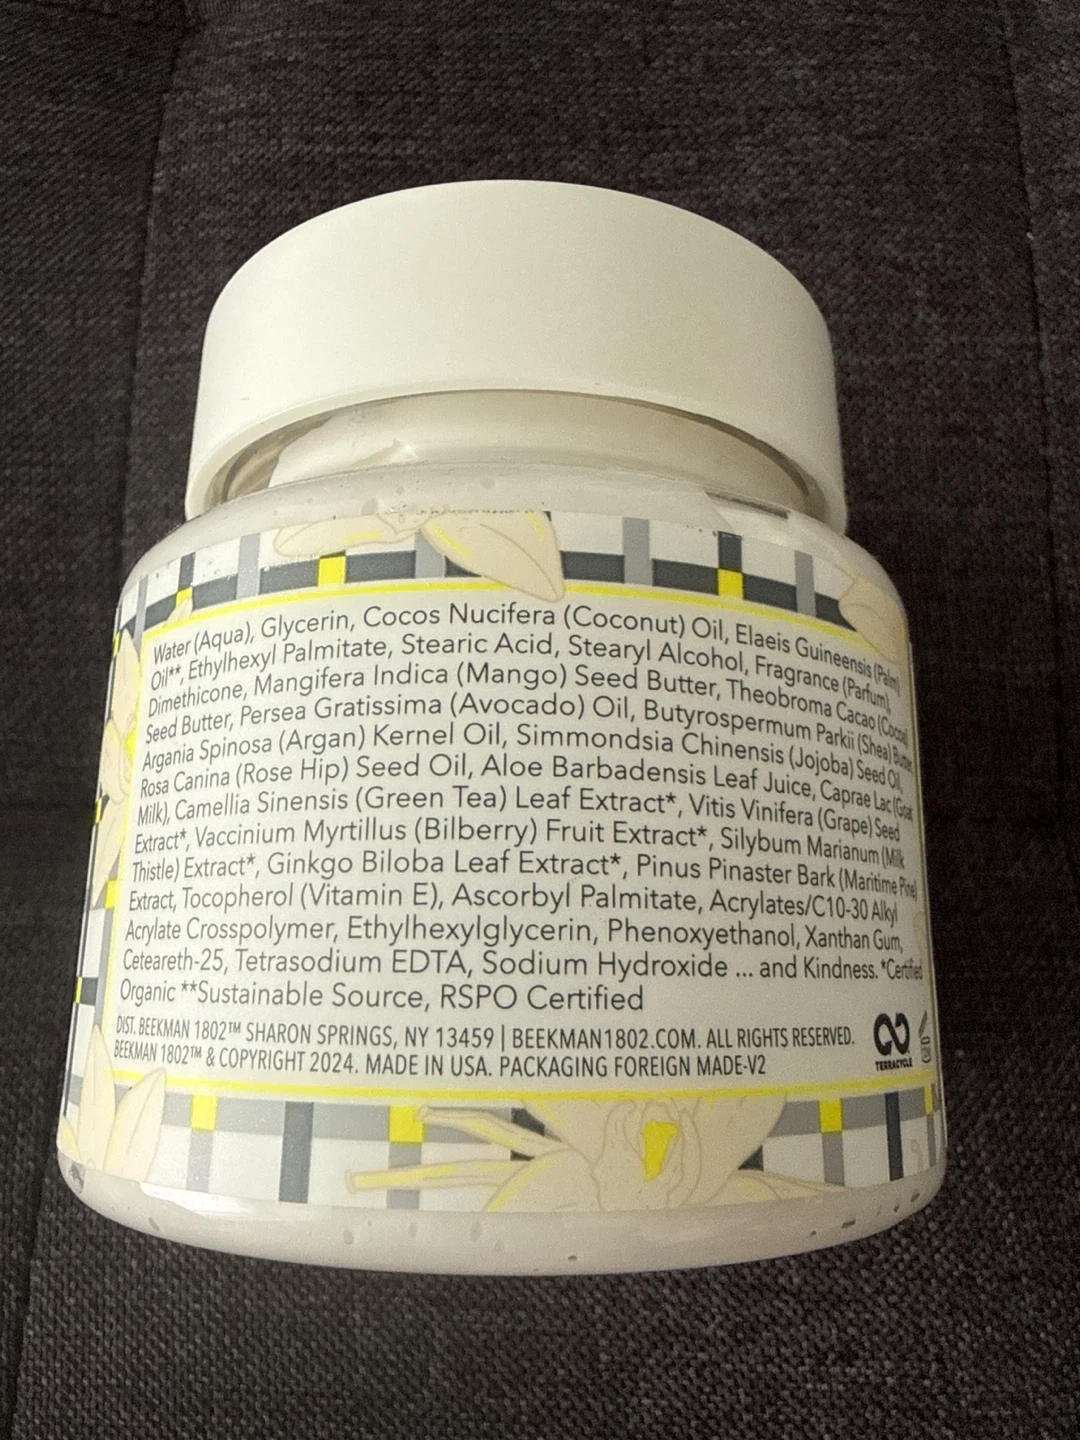 Water (Aqua), Glycerin, Cocos Nucifera (Coconut) Oil, Elaeis Guineensis (Palm)
Oil**, Ethylhexyl Palmitate, Stearic Acid, Stearyl Alcohol, Fragrance (Parfum),
Dimethicone, Mangifera Indica (Mango) Seed Butter, Theobroma Cacao (Cocoa)
Seed Butter, Persea Gratissima (Avocado) Oil, Butyrospermum Parkii (Shea) Butter,
Argania Spinosa (Argan) Kernel Oil, Simmondsia Chinensis (Jojoba) Seed Oil,
Rosa Canina (Rose Hip) Seed Oil, Aloe Barbadensis Leaf Juice, Caprae Lac (Goat
Milk), Camellia Sinensis (Green Tea) Leaf Extract*, Vitis Vinifera (Grape) Seed
Extract*, Vaccinium Myrtillus (Bilberry) Fruit Extract*, Silybum Marianum (Milk
Thistle) Extract*, Ginkgo Biloba Leaf Extract*, Pinus Pinaster Bark (Maritime Pine)
Extract, Tocopherol (Vitamin E), Ascorbyl Palmitate, Acrylates/C10-30 Alkyl
Acrylate Crosspolymer, Ethylhexylglycerin, Phenoxyethanol, Xanthan Gum,
Ceteareth-25, Tetrasodium EDTA, Sodium Hydroxide ... and Kindness. *Certified
Organic **Sustainable Source, RSPO Certified
DIST. BEEKMAN 1802™ SHARON SPRINGS, NY 13459 | BEEKMAN1802.COM. ALL RIGHTS RESERVED.
BEEKMAN 1802™ & COPYRIGHT 2024. MADE IN USA. PACKAGING FOREIGN MADE-V2
TERRACYCLE